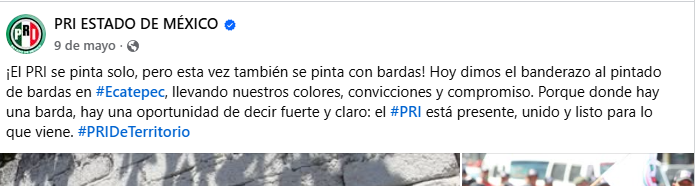 PRI
PRI ESTADO DE MÉXICO
9 de mayo ·
¡El PRI se pinta solo, pero esta vez también se pinta con bardas! Hoy dimos el banderazo al pintado
de bardas en #Ecatepec, llevando nuestros colores, convicciones y compromiso. Porque donde hay
una barda, hay una oportunidad de decir fuerte y claro: el #PRI está presente, unido y listo para lo
que viene. #PRIDeTerritorio